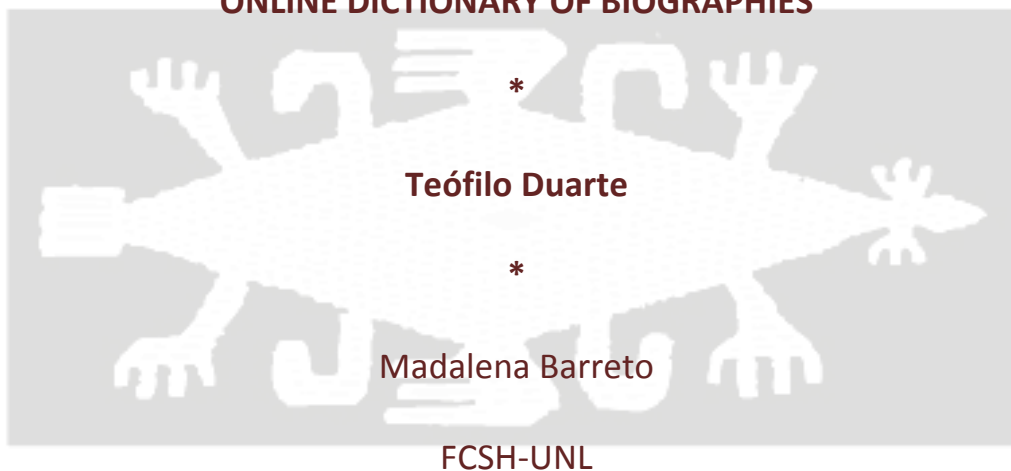 ONLINE DICTIONARY OF BIOGRAPHIES
*
Teófilo Duarte
*
Madalena Barreto
FCSH-UNL